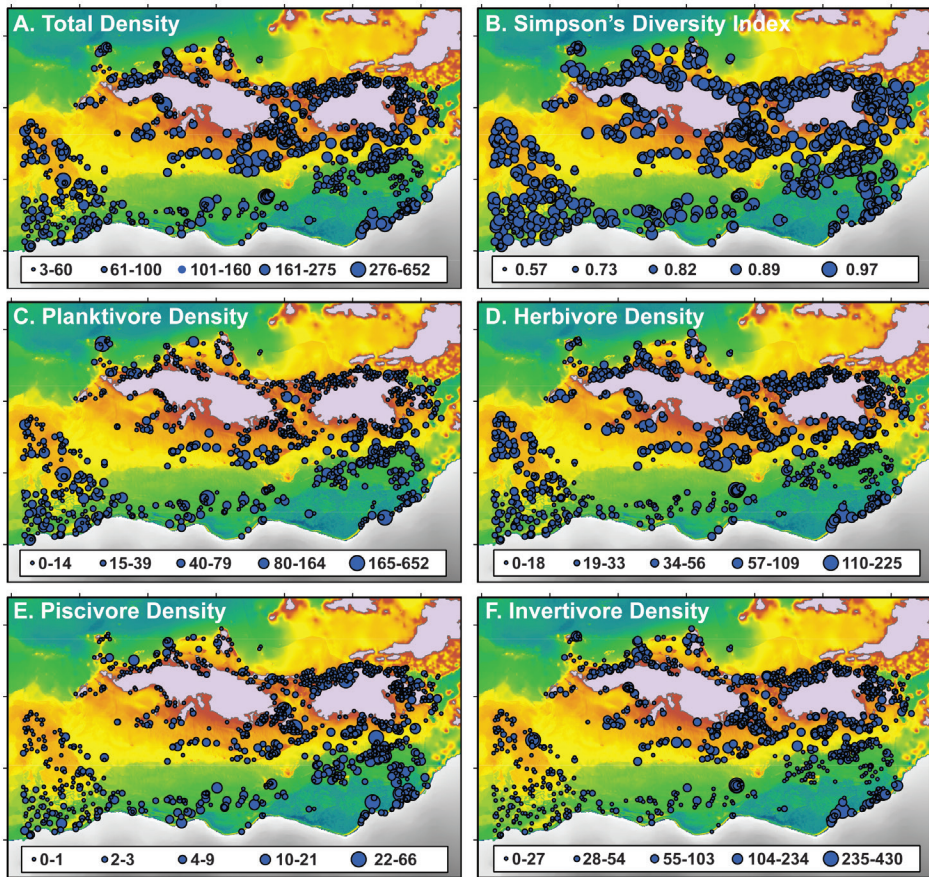 A. Total Density
3-60 61-100 101-160 161-275 276-652
B. Simpson's Diversity Index
0.57 0.73 0.82 0.89 0.97
C. Planktivore Density
0-14 15-39 40-79 80-164 165-652
D. Herbivore Density
0-18 19-33 34-56 57-109 110-225
E. Piscivore Density
0-1 2-3 4-9 10-21 22-66
F. Invertivore Density
0-27 28-54 55-103 104-234 235-430